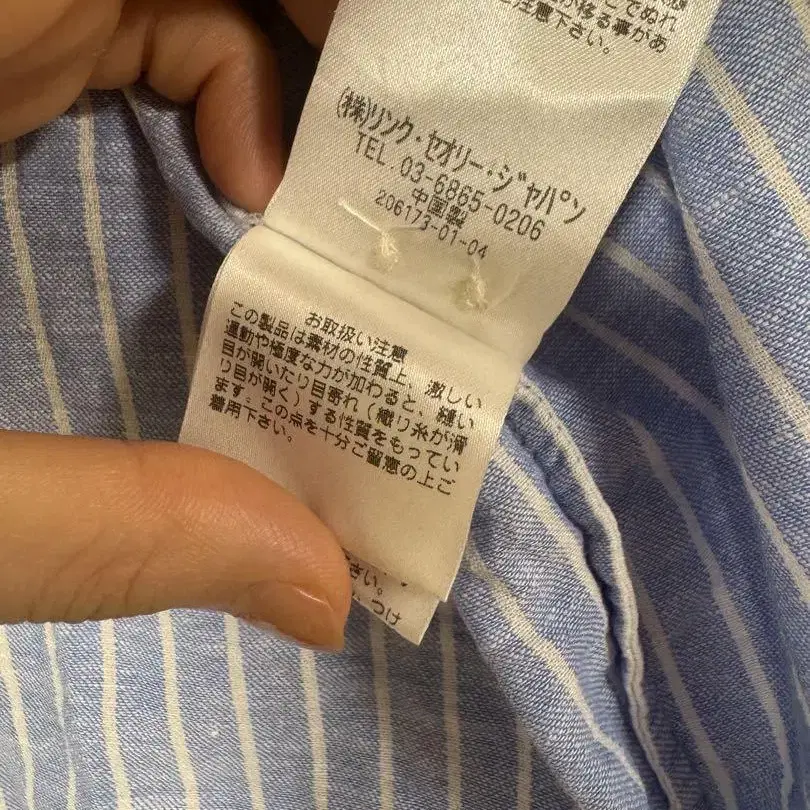 こでぬれ
が移る事があ
ご注意下さい。
(株)リンク・セオリー・ジャパン
TEL. 03-6865-0206
中国製
206173-01-04
お取扱い注意
この製品は素材の性質上、激しい
運動や極度な力が加わると、縫い
目が開いたり目寄れ(織り糸が滑
り目が開く)する性質をもってい
ます。この点を十分ご留意の上ご
着用下さい。
さい。
つけ